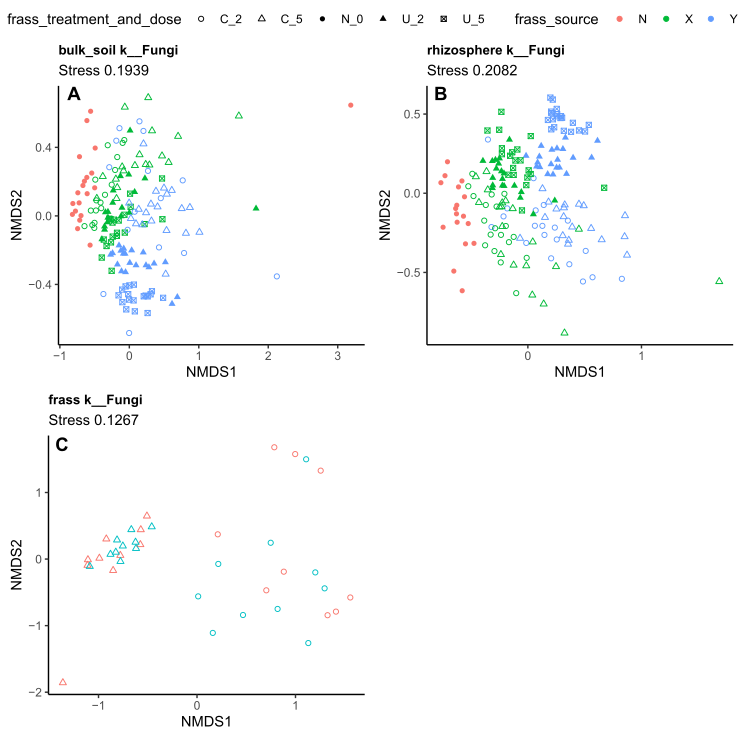 frass_treatment_and_dose C_2 C_5 N_0 U_2 U_5 frass_source N X Y
bulk_soil k__Fungi
Stress 0.1939
A
0.4
0.0
−0.4
NMDS2
−1 0 1 2 3
NMDS1
rhizosphere k__Fungi
Stress 0.2082
B
0.5
0.0
−0.5
NMDS2
0 1
NMDS1
frass k__Fungi
Stress 0.1267
C
1
0
−1
−2
NMDS2
−1 0 1
NMDS1